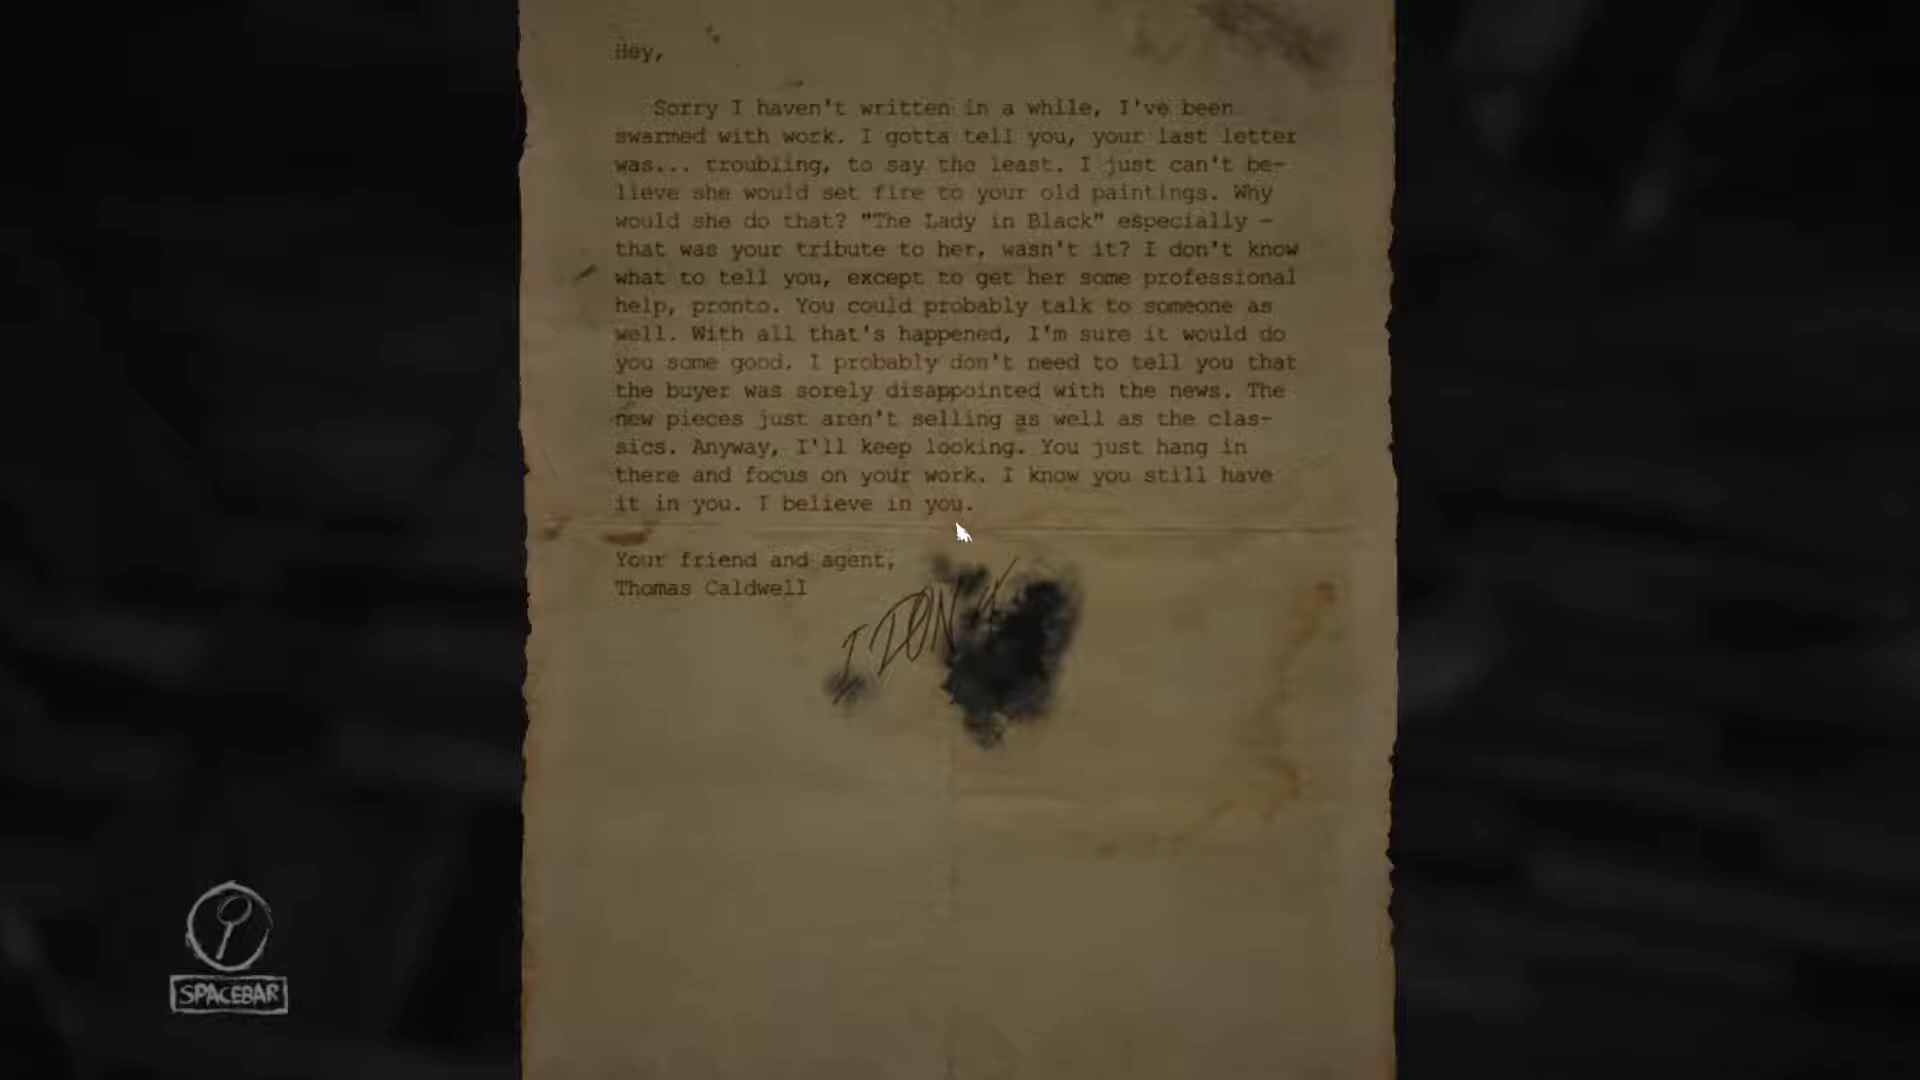 Hey,
Sorry I haven't written in a while, I've been
swarmed with work. I gotta tell you, your last letter
was... troubling, to say the least. I just can't be-
lieve she would set fire to your old paintings. Why
would she do that? "The Lady in Black" especially –
that was your tribute to her, wasn't it? I don't know
what to tell you, except to get her some professional
help, pronto. You could probably talk to someone as
well. With all that's happened, I'm sure it would do
you some good. I probably don't need to tell you that
the buyer was sorely disappointed with the news. The
new pieces just aren't selling as well as the clas-
sics. Anyway, I'll keep looking. You just hang in
there and focus on your work. I know you still have
it in you. I believe in you.
Your friend and agent,
Thomas Caldwell
I DON'T
SPACEBAR